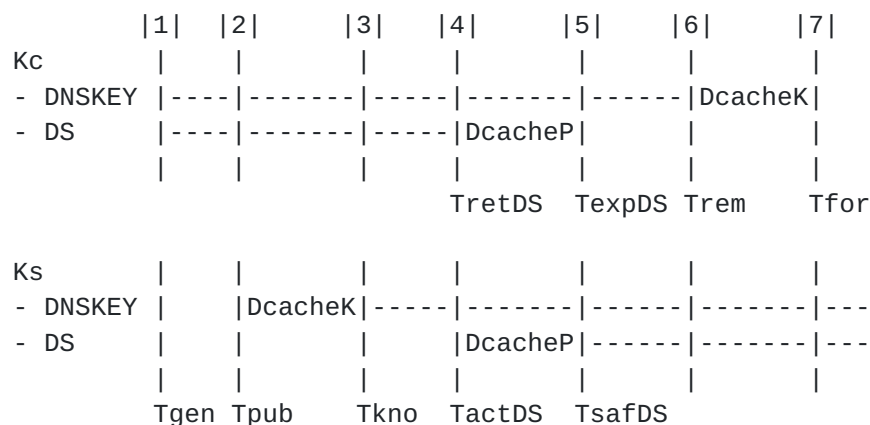 |1|  |2|     |3|   |4|     |5|    |6|     |7|
Kc       |    |       |     |       |      |       |
- DNSKEY |----|-------|-----|-------|------|DcacheK|
- DS     |----|-------|-----|DcacheP|      |       |
         |    |       |     |       |      |       |
                            TretDS  TexpDS Trem    Tfor
Ks       |    |       |     |       |      |       |
- DNSKEY |    |DcacheK|-----|-------|------|-------|---
- DS     |    |       |     |DcacheP|------|-------|---
         |    |       |     |       |      |       |
         Tgen Tpub    Tkno  TactDS  TsafDS